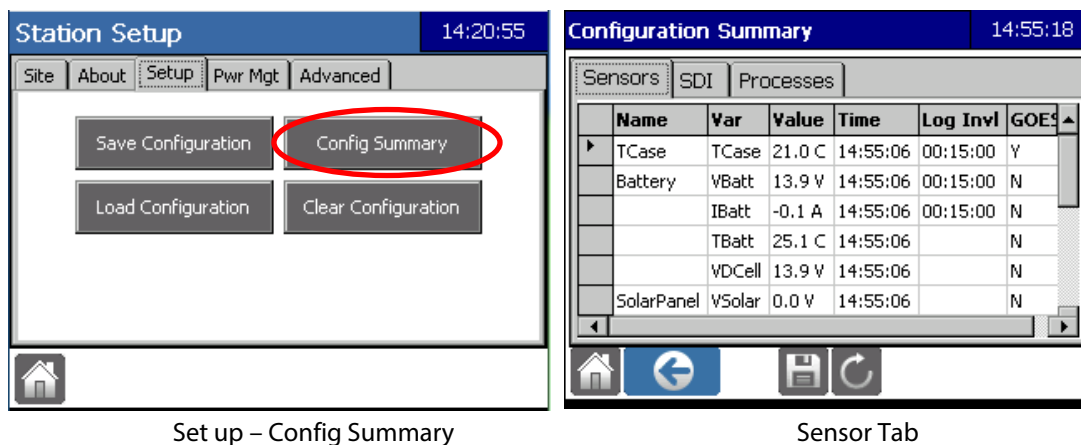 Station Setup 14:20:55
Site About Setup Pwr Mgt Advanced
Save Configuration Config Summary
Load Configuration Clear Configuration
Set up – Config Summary
Configuration Summary 14:55:18
Sensors SDI Processes
Name Var Value Time Log Invl GOES
TCase TCase 21.0 C 14:55:06 00:15:00 Y
Battery VBatt 13.9 V 14:55:06 00:15:00 N
IBatt -0.1 A 14:55:06 00:15:00 N
TBatt 25.1 C 14:55:06 N
VDCell 13.9 V 14:55:06 N
SolarPanel VSolar 0.0 V 14:55:06 N
Sensor Tab